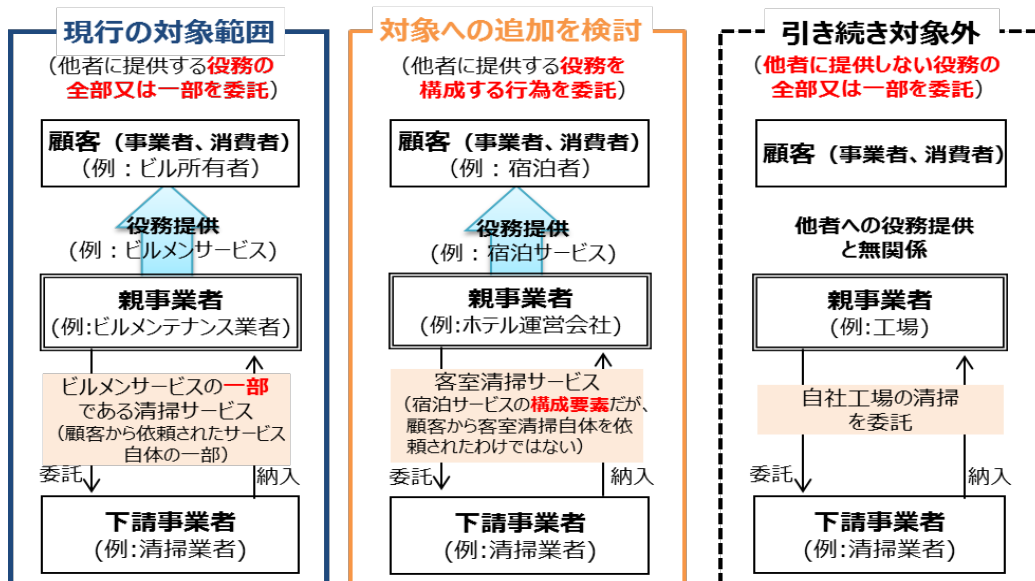 現行の対象範囲
(他者に提供する役務の
全部又は一部を委託)
顧客（事業者、消費者）
(例：ビル所有者)
役務提供
(例：ビルメンサービス)
親事業者
(例:ビルメンテナンス業者)
ビルメンサービスの一部
である清掃サービス
(顧客から依頼されたサービス
自体の一部)
委託
納入
下請事業者
(例:清掃業者)
対象への追加を検討
(他者に提供する役務を
構成する行為を委託)
顧客（事業者、消費者）
(例：宿泊者)
役務提供
(例：宿泊サービス)
親事業者
(例:ホテル運営会社)
客室清掃サービス
(宿泊サービスの構成要素だが、
顧客から客室清掃自体を依
頼されたわけではない)
委託
納入
下請事業者
(例:清掃業者)
引き続き対象外
(他者に提供しない役務の
全部又は一部を委託)
顧客（事業者、消費者）
他者への役務提供
と無関係
親事業者
(例:工場)
自社工場の清掃
を委託
委託
納入
下請事業者
(例:清掃業者)